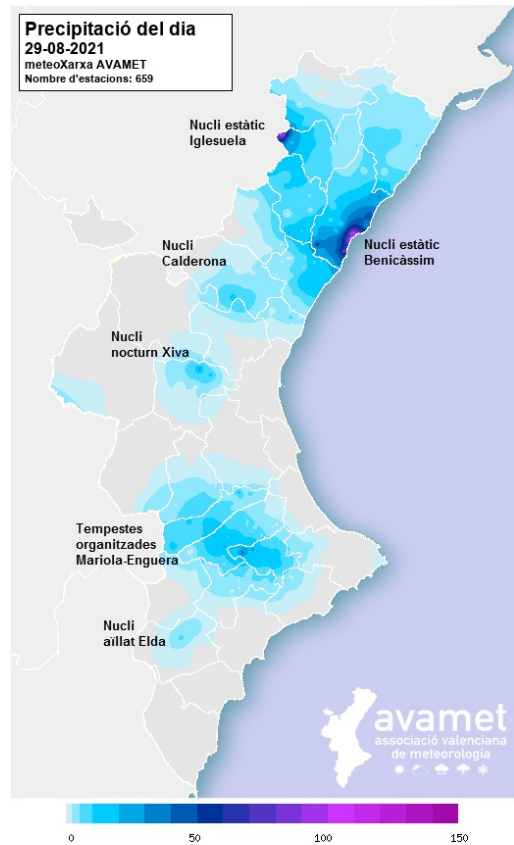 Precipitació del dia
29-08-2021
meteoXarxa AVAMET
Nombre d'estacions: 659
Nucli estàtic
Iglesuela
Nucli estàtic
Benicàssim
Nucli
Calderona
Nucli
nocturn Xiva
Tempestes
organitzades
Mariola-Enguera
Nucli
aïllat Elda
avamet
associació valenciana
de meteorologia
0 50 100 150